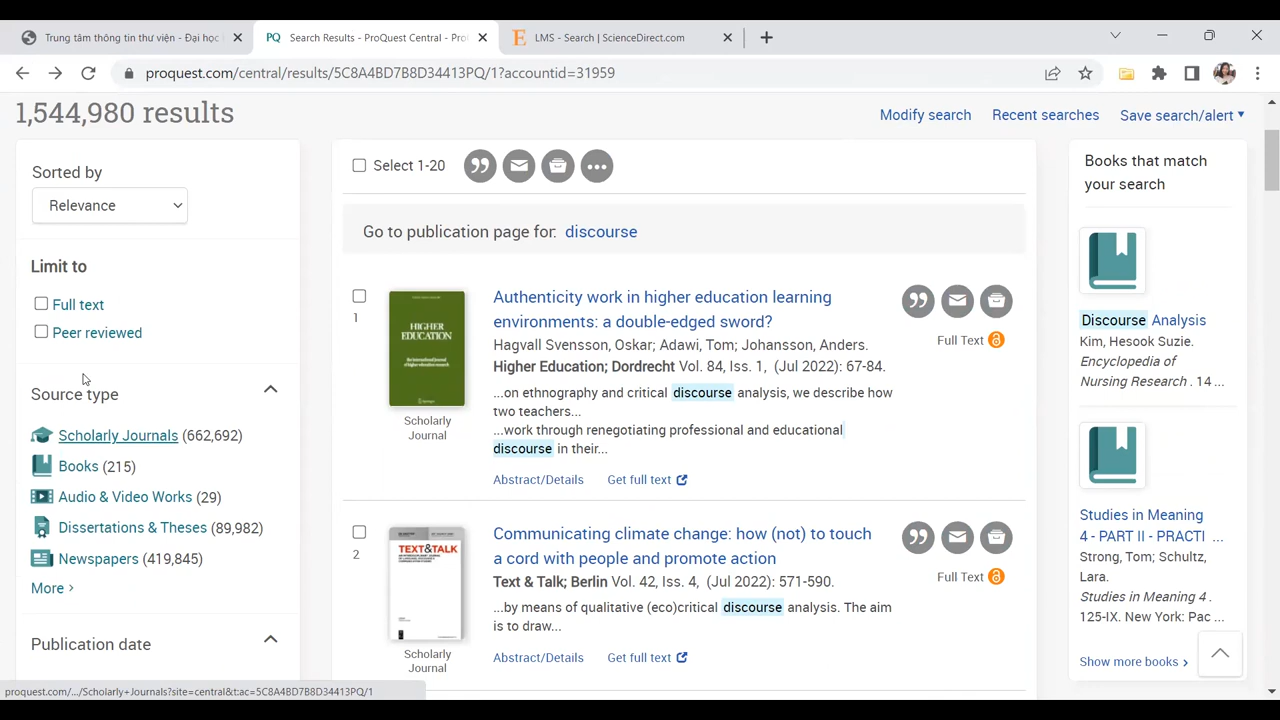 Trung tâm thông tin thư viện - Đại học
PQ Search Results - ProQuest Central - Pro
E LMS - Search | ScienceDirect.com
proquest.com/central/results/5C8A4BD7B8D34413PQ/1?accountid=31959
1,544,980 results
Modify search
Recent searches
Save search/alert
Sorted by
Relevance
Limit to
Full text
Peer reviewed
Source type
Scholarly Journals (662,692)
Books (215)
Audio & Video Works (29)
Dissertations & Theses (89,982)
Newspapers (419,845)
More >
Publication date
Select 1-20
Go to publication page for: discourse
1
HIGHER
EDUCATION
Scholarly
Journal
Authenticity work in higher education learning
environments: a double-edged sword?
Hagvall Svensson, Oskar; Adawi, Tom; Johansson, Anders.
Higher Education; Dordrecht Vol. 84, Iss. 1, (Jul 2022): 67-84.
...on ethnography and critical discourse analysis, we describe how
two teachers...
...work through renegotiating professional and educational
discourse in their...
Abstract/Details
Get full text
Full Text
2
TEXT&TALK
Scholarly
Journal
Communicating climate change: how (not) to touch
a cord with people and promote action
Text & Talk; Berlin Vol. 42, Iss. 4, (Jul 2022): 571-590.
...by means of qualitative (eco)critical discourse analysis. The aim
is to draw...
Abstract/Details
Get full text
Full Text
Books that match
your search
Discourse Analysis
Kim, Hesook Suzie.
Encyclopedia of
Nursing Research . 14 ...
Studies in Meaning
4 - PART II - PRACTI ...
Strong, Tom; Schultz,
Lara.
Studies in Meaning 4 .
125-IX. New York: Pac ...
Show more books >
proquest.com/.../Scholarly+Journals?site=central&t:ac=5C8A4BD7B8D34413PQ/1